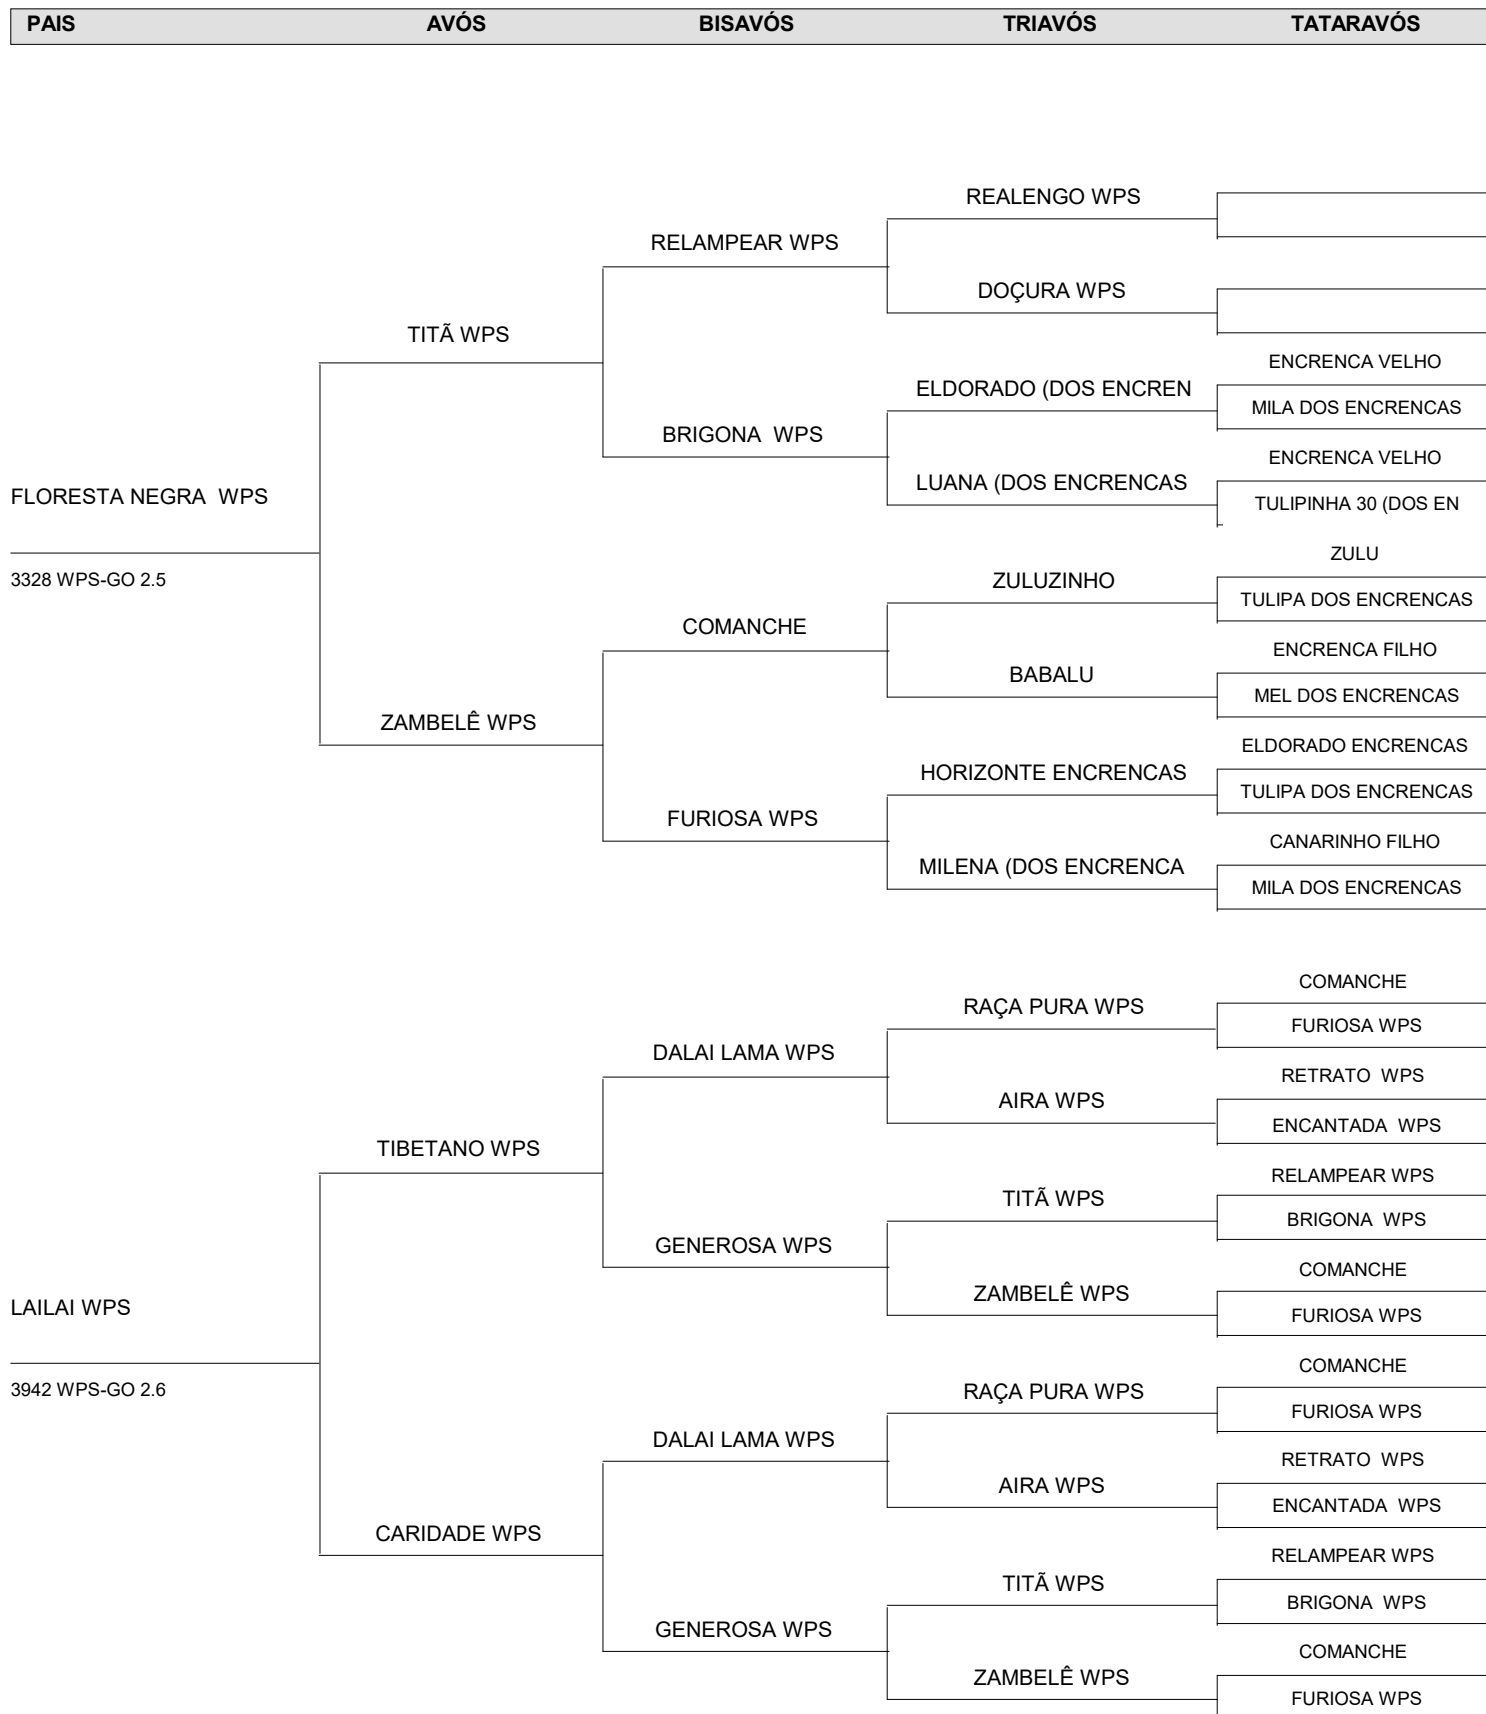 PAIS AVÓS BISAVÓS TRIAVÓS TATARAVÓS
REALENGO WPS
RELAMPEAR WPS
DOÇURA WPS
TITÃ WPS
ENCRENCA VELHO
ELDORADO (DOS ENCREN
MILA DOS ENCRENCAS
BRIGONA WPS
ENCRENCA VELHO
LUANA (DOS ENCRENCAS
TULIPINHA 30 (DOS EN
FLORESTA NEGRA WPS
3328 WPS-GO 2.5
ZULU
ZULUZINHO
TULIPA DOS ENCRENCAS
COMANCHE
ENCRENCA FILHO
BABALU
MEL DOS ENCRENCAS
ZAMBELÊ WPS
ELDORADO ENCRENCAS
HORIZONTE ENCRENCAS
TULIPA DOS ENCRENCAS
FURIOSA WPS
CANARINHO FILHO
MILENA (DOS ENCRENCA
MILA DOS ENCRENCAS
COMANCHE
RAÇA PURA WPS
FURIOSA WPS
DALAI LAMA WPS
RETRATO WPS
AIRA WPS
ENCANTADA WPS
TIBETANO WPS
RELAMPEAR WPS
TITÃ WPS
BRIGONA WPS
GENEROSA WPS
COMANCHE
ZAMBELÊ WPS
FURIOSA WPS
LAILAI WPS
3942 WPS-GO 2.6
COMANCHE
RAÇA PURA WPS
FURIOSA WPS
DALAI LAMA WPS
RETRATO WPS
AIRA WPS
ENCANTADA WPS
CARIDADE WPS
RELAMPEAR WPS
TITÃ WPS
BRIGONA WPS
GENEROSA WPS
COMANCHE
ZAMBELÊ WPS
FURIOSA WPS